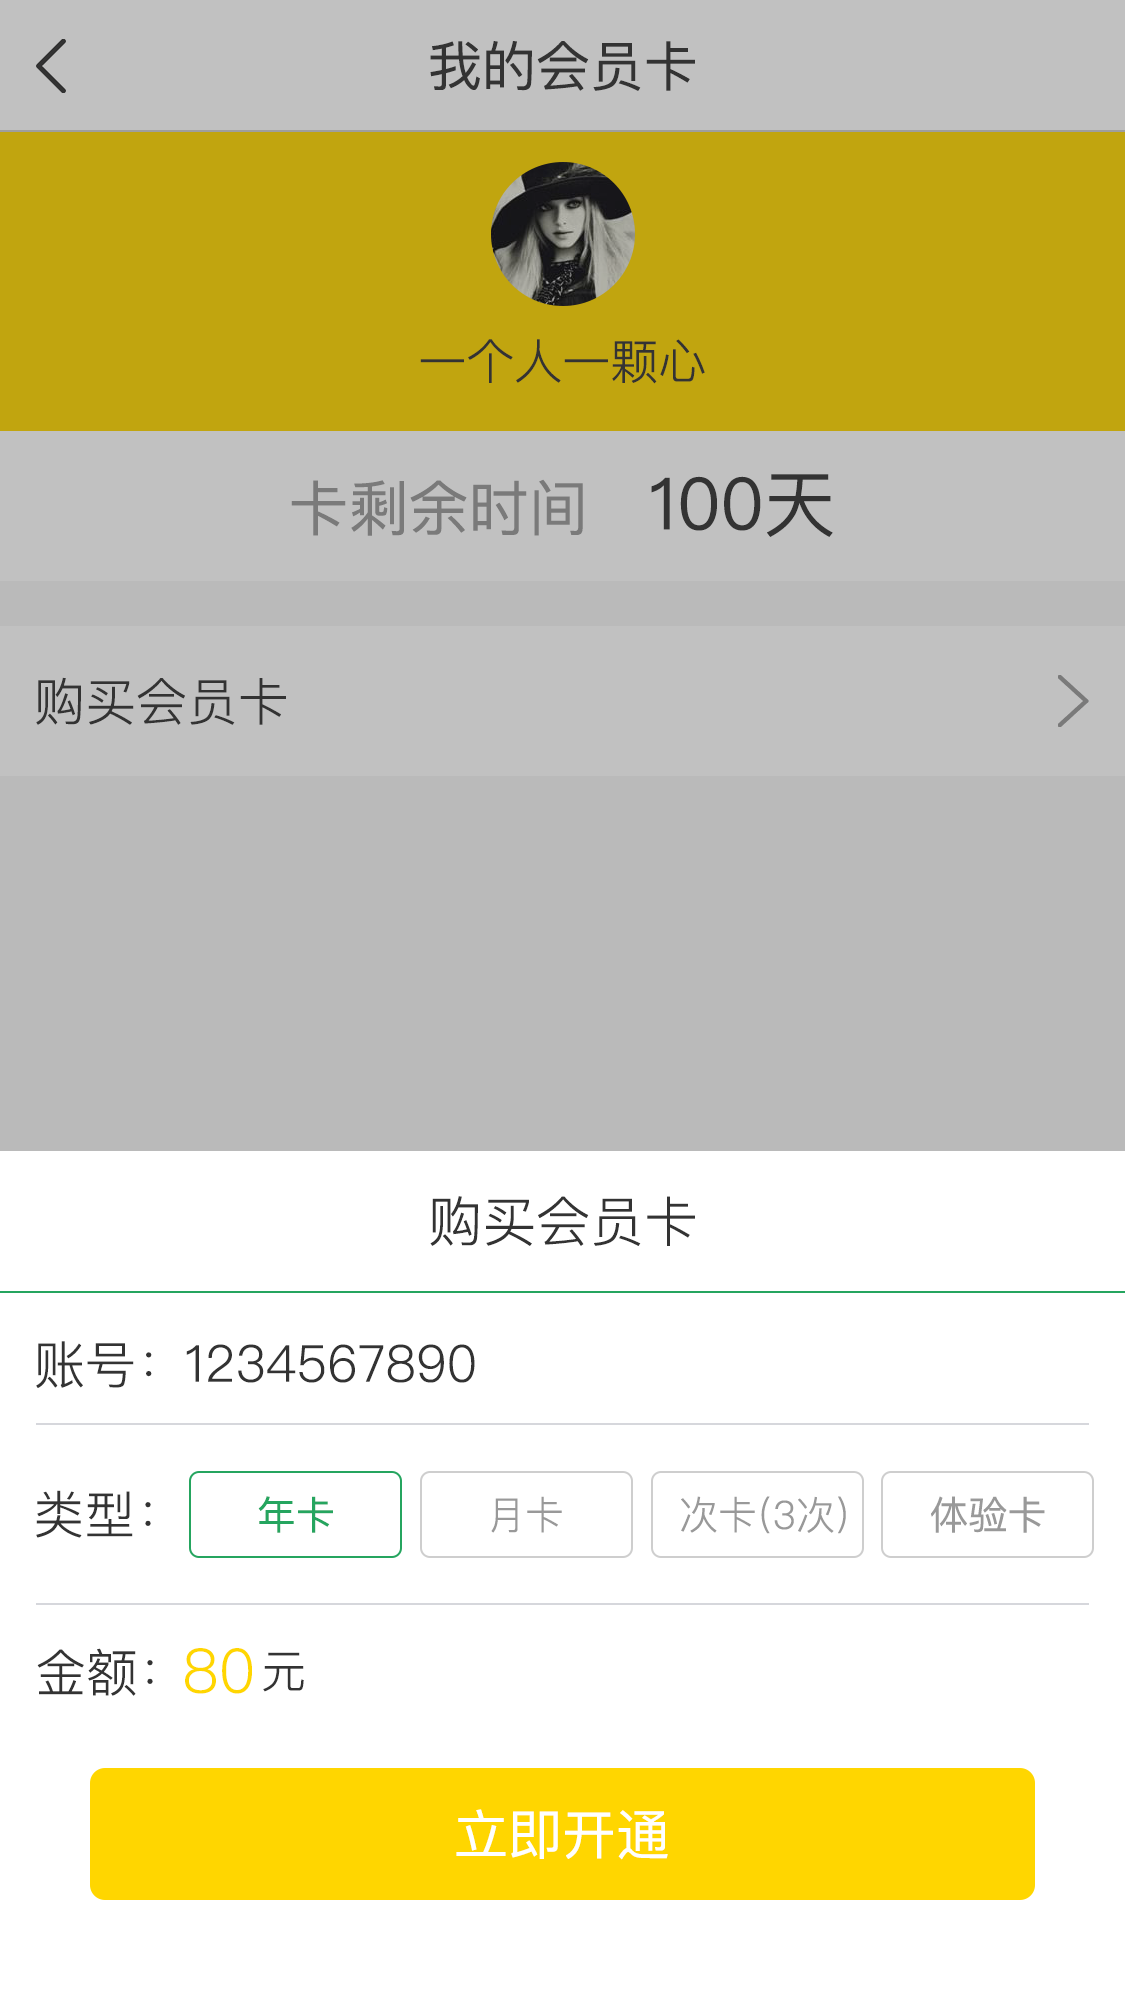 我的会员卡
一个人一颗心
卡剩余时间 100天
购买会员卡
购买会员卡
账号：1234567890
类型： 年卡 月卡 次卡(3次) 体验卡
金额：80元
立即开通